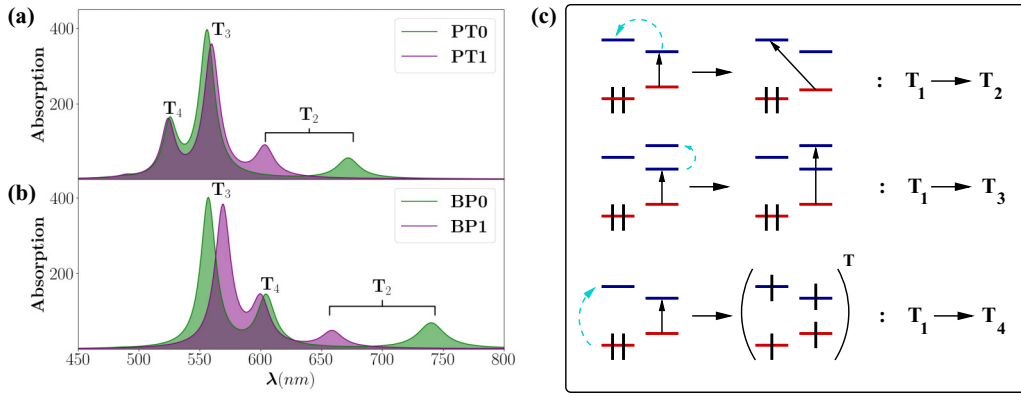 (a)
Absorption
400
200
T₃
T₄
T₂
PT0
PT1
(b)
Absorption
400
200
0
T₃
T₄
T₂
BP0
BP1
450 500 550 600 650 700 750 800
λ(nm)
(c)
: T₁ → T₂
: T₁ → T₃
T
: T₁ → T₄